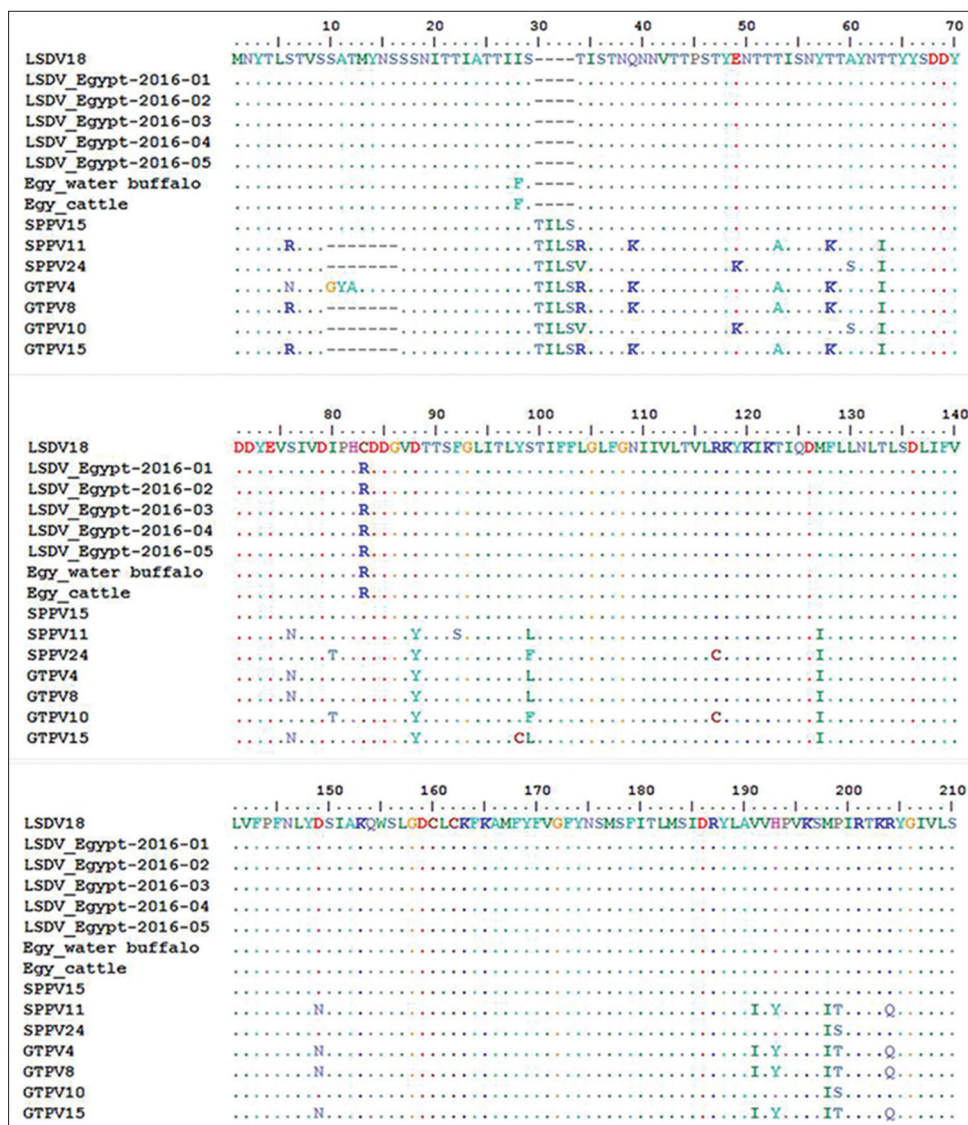 10 20 30 40 50 60 70
LSDV18 MNYTLSTVSSATMYNSSSNITTIATTIIS----TISTNQNNVTTPSTYENTTTISNYTTAYNTTYYSDDY
LSDV_Egypt-2016-01 .............................----.....................................
LSDV_Egypt-2016-02 .............................----.....................................
LSDV_Egypt-2016-03 .............................----.....................................
LSDV_Egypt-2016-04 .............................----.....................................
LSDV_Egypt-2016-05 .............................----.....................................
Egy_water buffalo ...........................F.----.....................................
Egy_cattle ...........................F.----.....................................
SPPV15 .............................TILS.....................................
SPPV11 .....R...-------.............TILSR....K.............A....K....I.......
SPPV24 .........-------.............TILSV..............K..........S..I.......
GTPV4 .....N...GYA.................TILSR....K.............A....K....I.......
GTPV8 .....R...-------.............TILSR....K.............A....K....I.......
GTPV10 .........-------.............TILSV..............K..........S..I.......
GTPV15 .....R...-------.............TILSR....K.............A....K....I.......
80 90 100 110 120 130 140
LSDV18 DDYEVSIVDIPHCDDGVDTTSFGLITLYSTIFFLGLFGNIIVLTVLRKYKIKTIQDMFLLNLTLSDLIFV
LSDV_Egypt-2016-01 ............R.........................................................
LSDV_Egypt-2016-02 ............R.........................................................
LSDV_Egypt-2016-03 ............R.........................................................
LSDV_Egypt-2016-04 ............R.........................................................
LSDV_Egypt-2016-05 ............R.........................................................
Egy_water buffalo ............R.........................................................
Egy_cattle ............R.........................................................
SPPV15 ......................................................................
SPPV11 .....N...........Y...S......L...........................I.............
SPPV24 .........T.......Y..........F.................C.........I.............
GTPV4 .....N...........Y..........L...........................I.............
GTPV8 .....N...........Y..........L...........................I.............
GTPV10 .........T.......Y..........F.................C.........I.............
GTPV15 .....N...........Y.........CL...........................I.............
150 160 170 180 190 200 210
LSDV18 LVFPFNLYDSIAKQWSLGDCLCKFKAMFYFVGFYNSMSFITLMSIDRYLAVVHPVKSMPIRTKRYGIVLS
LSDV_Egypt-2016-01 ......................................................................
LSDV_Egypt-2016-02 ......................................................................
LSDV_Egypt-2016-03 ......................................................................
LSDV_Egypt-2016-04 ......................................................................
LSDV_Egypt-2016-05 ......................................................................
Egy_water buffalo ......................................................................
Egy_cattle ......................................................................
SPPV15 ......................................................................
SPPV11 ........N.........................................I.Y....IT....Q......
SPPV24 .........................................................IS...........
GTPV4 ........N.........................................I.Y....IT....Q......
GTPV8 ........N.........................................I.Y....IT....Q......
GTPV10 .........................................................IS...........
GTPV15 ........N.........................................I.Y....IT....Q......